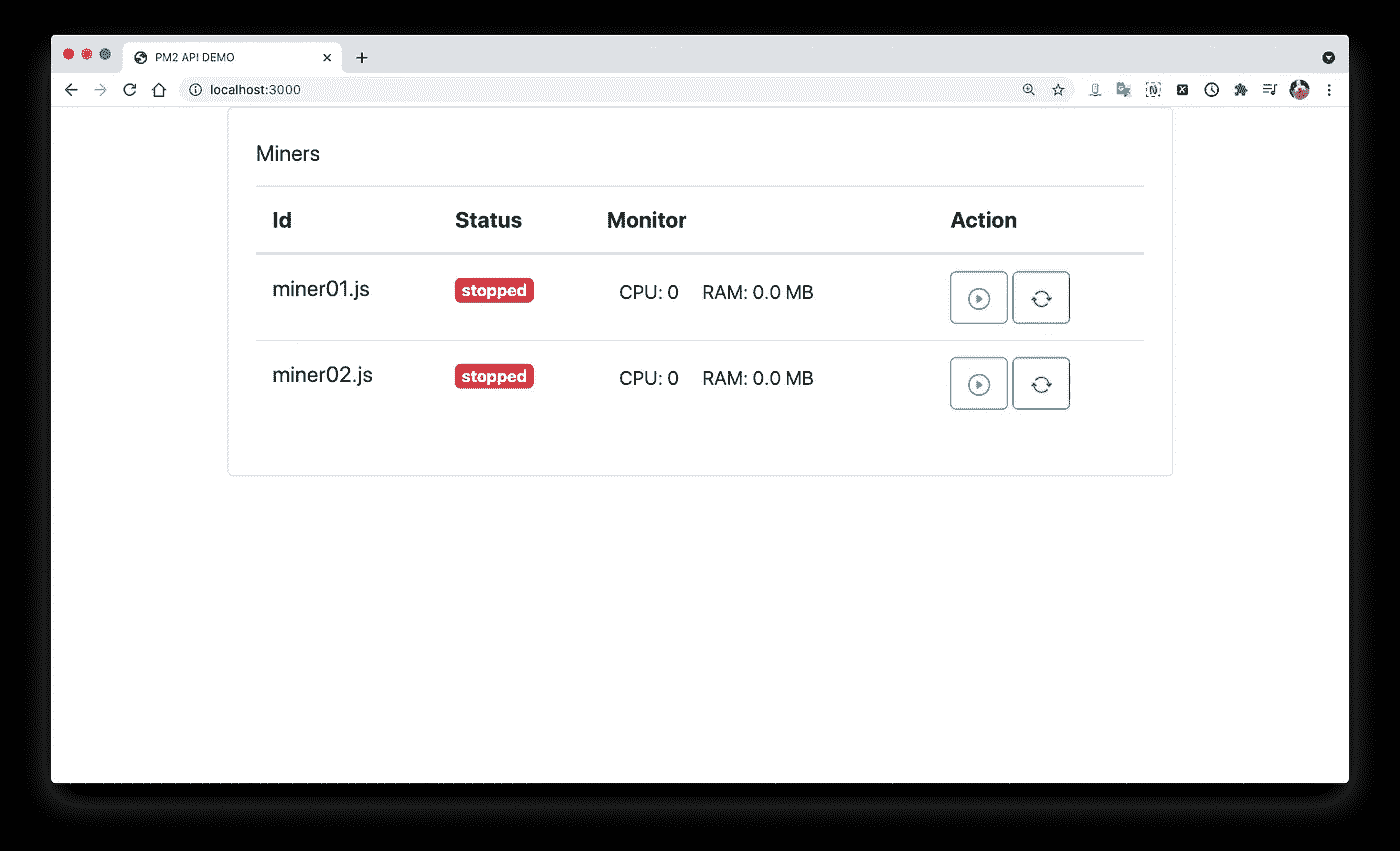 PM2 API DEMO
localhost:3000
Miners
Id Status Monitor Action
miner01.js stopped CPU: 0 RAM: 0.0 MB
miner02.js stopped CPU: 0 RAM: 0.0 MB